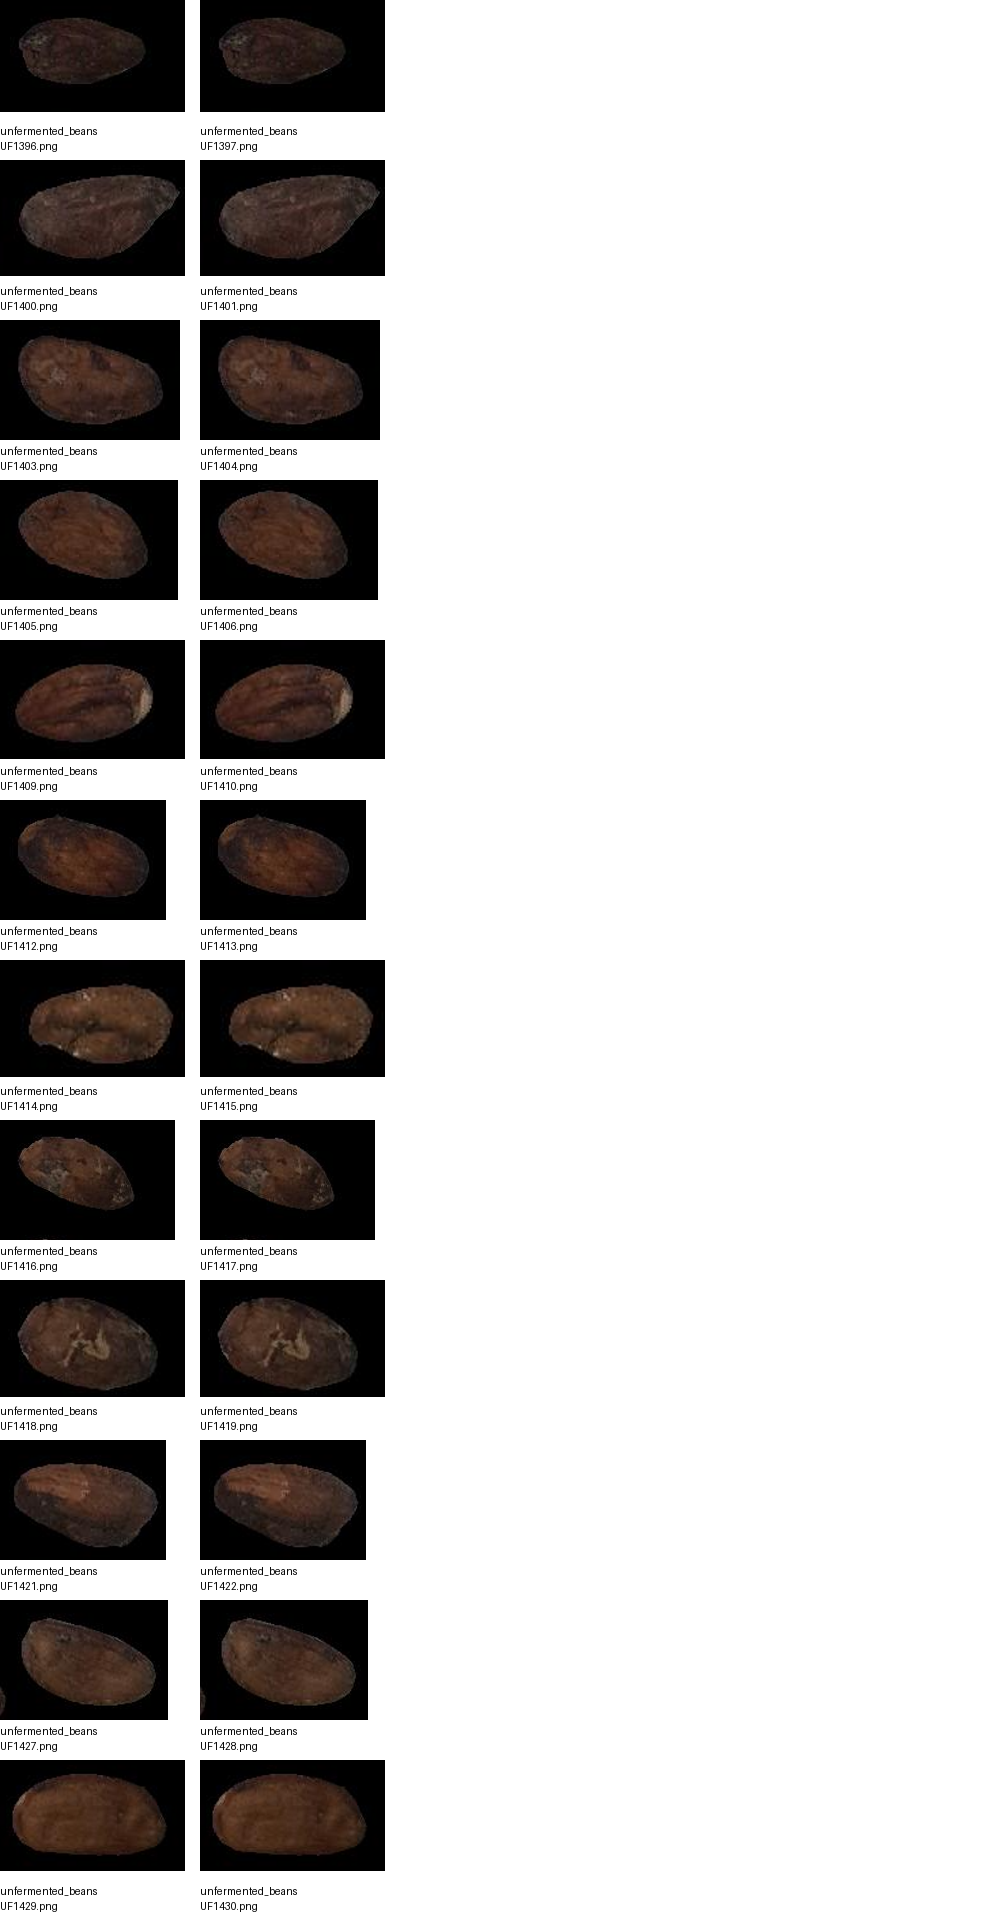 unfermented_beans unfermented_beans
UF1396.png UF1397.png
unfermented_beans unfermented_beans
UF1400.png UF1401.png
unfermented_beans unfermented_beans
UF1403.png UF1404.png
unfermented_beans unfermented_beans
UF1405.png UF1406.png
unfermented_beans unfermented_beans
UF1409.png UF1410.png
unfermented_beans unfermented_beans
UF1412.png UF1413.png
unfermented_beans unfermented_beans
UF1414.png UF1415.png
unfermented_beans unfermented_beans
UF1416.png UF1417.png
unfermented_beans unfermented_beans
UF1418.png UF1419.png
unfermented_beans unfermented_beans
UF1421.png UF1422.png
unfermented_beans unfermented_beans
UF1427.png UF1428.png
unfermented_beans unfermented_beans
UF1429.png UF1430.png